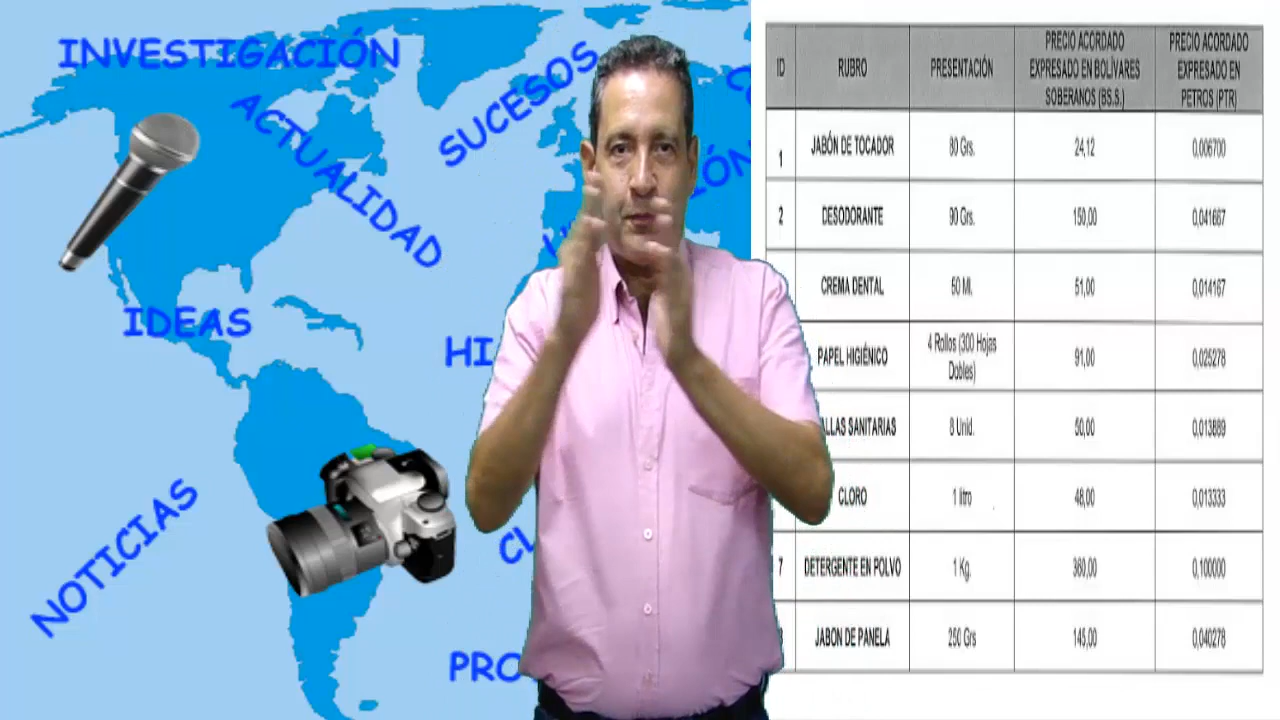 INVESTIGACIÓN
ACTUALIDAD
SUCESOS
IDEAS
NOTICIAS
ID RUBRO PRESENTACIÓN PRECIO ACORDADO EXPRESADO EN BOLÍVARES SOBERANOS (BS.S.) PRECIO ACORDADO EXPRESADO EN PETROS (PTR)
1 JABÓN DE TOCADOR 80 Grs. 24,12 0,006700
2 DESODORANTE 90 Grs. 150,00 0,041667
CREMA DENTAL 50 Ml. 51,00 0,014167
PAPEL HIGIÉNICO 4 Rollos (300 Hojas Dobles) 91,00 0,025278
ALLAS SANITARIAS 8 Unid. 50,00 0,013889
CLORO 1 litro 48,00 0,013333
7 DETERGENTE EN POLVO 1 Kg. 360,00 0,100000
JABON DE PANELA 250 Grs 145,00 0,040278